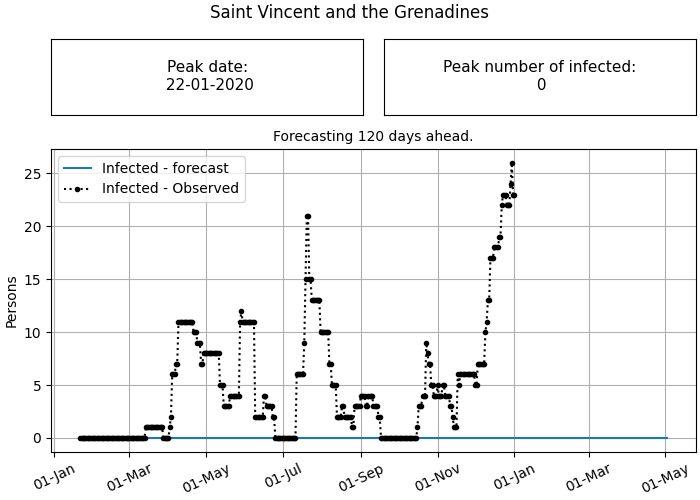 Saint Vincent and the Grenadines
Peak date:
22-01-2020
Peak number of infected:
0
Forecasting 120 days ahead.
Infected - forecast
Infected - Observed
Persons
25
20
15
10
5
0
01-Jan
01-Mar
01-May
01-Jul
01-Sep
01-Nov
01-Jan
01-Mar
01-May